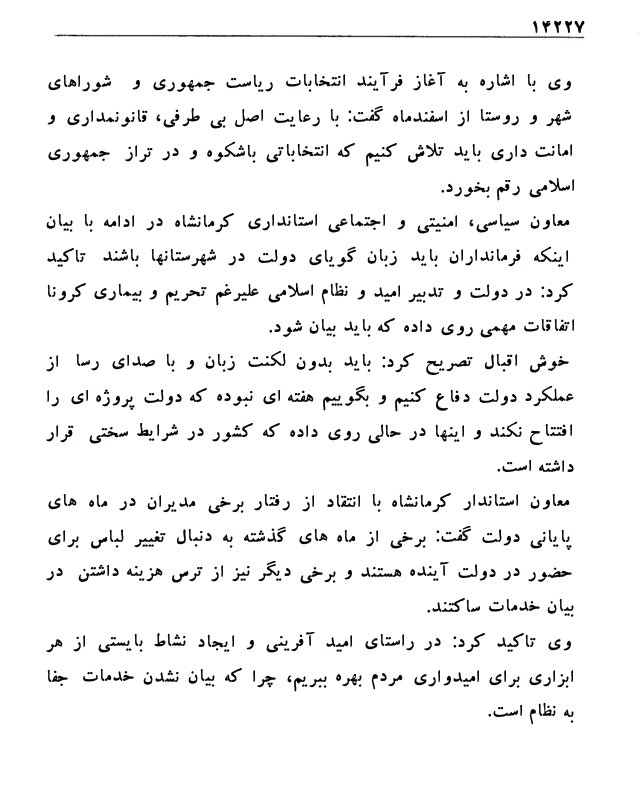 ۱۴۲۲۷
وی با اشاره به آغاز فرآیند انتخابات ریاست جمهوری و شوراهای
شهر و روستا از اسفندماه گفت: با رعایت اصل بی طرفی، قانونمداری و
امانت داری باید تلاش کنیم که انتخاباتی باشکوه و در تراز جمهوری
اسلامی رقم بخورد.
معاون سیاسی، امنیتی و اجتماعی استانداری کرمانشاه در ادامه با بیان
اینکه فرمانداران باید زبان گویای دولت در شهرستانها باشند تاکید
کرد: در دولت و تدبیر امید و نظام اسلامی علیرغم تحریم و بیماری کرونا
اتفاقات مهمی روی داده که باید بیان شود.
خوش اقبال تصریح کرد: باید بدون لکنت زبان و با صدای رسا از
عملکرد دولت دفاع کنیم و بگوییم هفته ای نبوده که دولت پروژه ای را
افتتاح نکند و اینها در حالی روی داده که کشور در شرایط سختی قرار
داشته است.
معاون استاندار کرمانشاه با انتقاد از رفتار برخی مدیران در ماه های
پایانی دولت گفت: برخی از ماه های گذشته به دنبال تغییر لباس برای
حضور در دولت آینده هستند و برخی دیگر نیز از ترس هزینه داشتن در
بیان خدمات ساکتند.
وی تاکید کرد: در راستای امید آفرینی و ایجاد نشاط بایستی از هر
ابزاری برای امیدواری مردم بهره ببریم، چرا که بیان نشدن خدمات جفا
به نظام است.